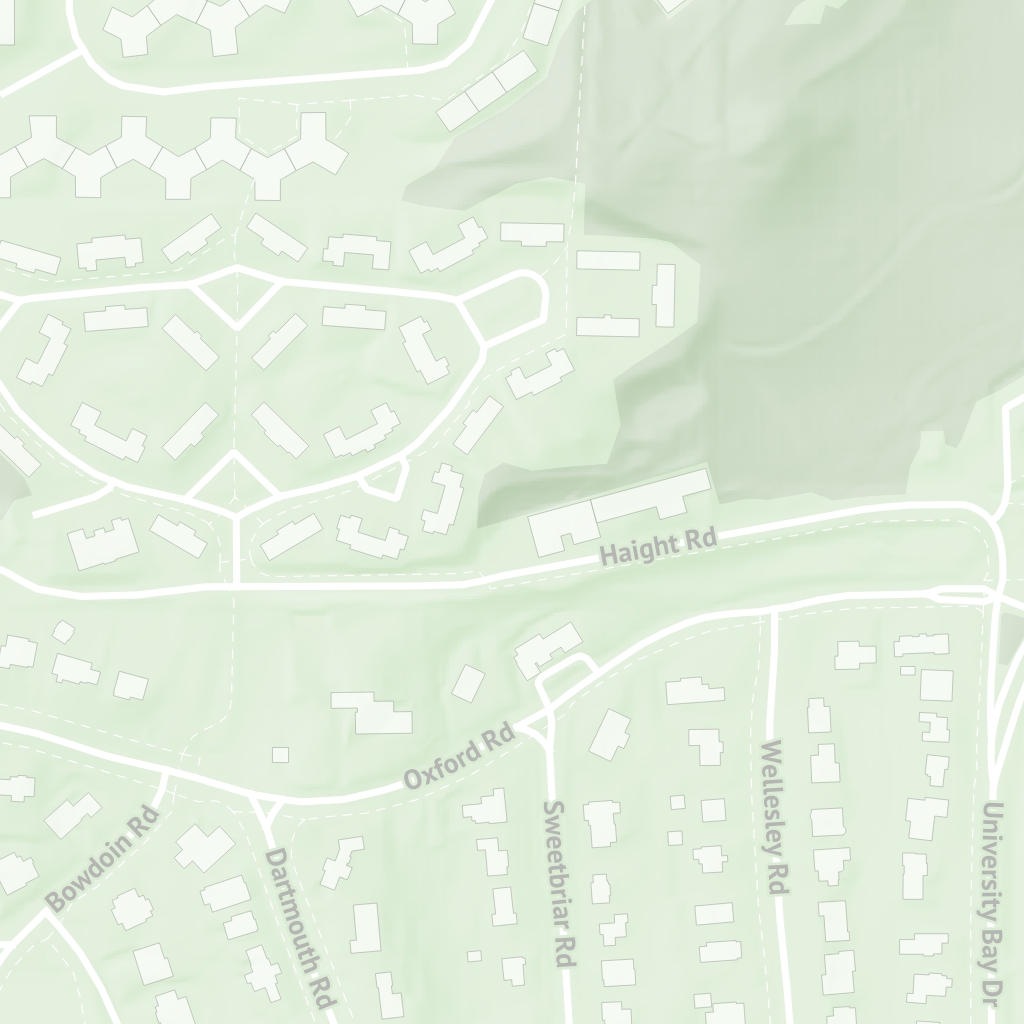 Haight Rd
Oxford Rd
Bowdoin Rd
Dartmouth Rd
Sweetbriar Rd
Wellesley Rd
University Bay Dr